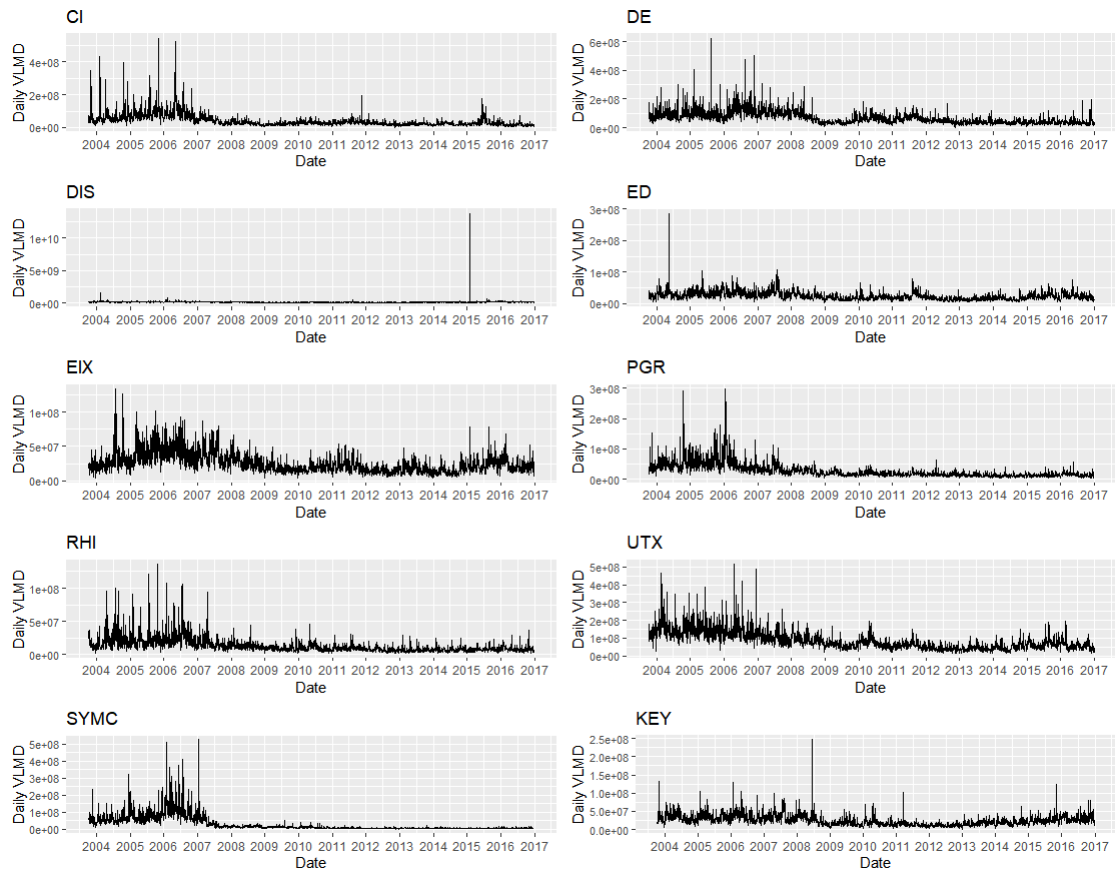 CI
Daily VLMD
4e+08
2e+08
0e+00
2004 2005 2006 2007 2008 2009 2010 2011 2012 2013 2014 2015 2016 2017
Date
DE
Daily VLMD
6e+08
4e+08
2e+08
0e+00
2004 2005 2006 2007 2008 2009 2010 2011 2012 2013 2014 2015 2016 2017
Date
DIS
Daily VLMD
1e+10
5e+09
0e+00
2004 2005 2006 2007 2008 2009 2010 2011 2012 2013 2014 2015 2016 2017
Date
ED
Daily VLMD
3e+08
2e+08
1e+08
0e+00
2004 2005 2006 2007 2008 2009 2010 2011 2012 2013 2014 2015 2016 2017
Date
EIX
Daily VLMD
1e+08
5e+07
0e+00
2004 2005 2006 2007 2008 2009 2010 2011 2012 2013 2014 2015 2016 2017
Date
PGR
Daily VLMD
3e+08
2e+08
1e+08
0e+00
2004 2005 2006 2007 2008 2009 2010 2011 2012 2013 2014 2015 2016 2017
Date
RHI
Daily VLMD
1e+08
5e+07
0e+00
2004 2005 2006 2007 2008 2009 2010 2011 2012 2013 2014 2015 2016 2017
Date
UTX
Daily VLMD
5e+08
4e+08
3e+08
2e+08
1e+08
0e+00
2004 2005 2006 2007 2008 2009 2010 2011 2012 2013 2014 2015 2016 2017
Date
SYMC
Daily VLMD
5e+08
4e+08
3e+08
2e+08
1e+08
0e+00
2004 2005 2006 2007 2008 2009 2010 2011 2012 2013 2014 2015 2016 2017
Date
KEY
Daily VLMD
2.5e+08
2.0e+08
1.5e+08
1.0e+08
5.0e+07
0.0e+00
2004 2005 2006 2007 2008 2009 2010 2011 2012 2013 2014 2015 2016 2017
Date